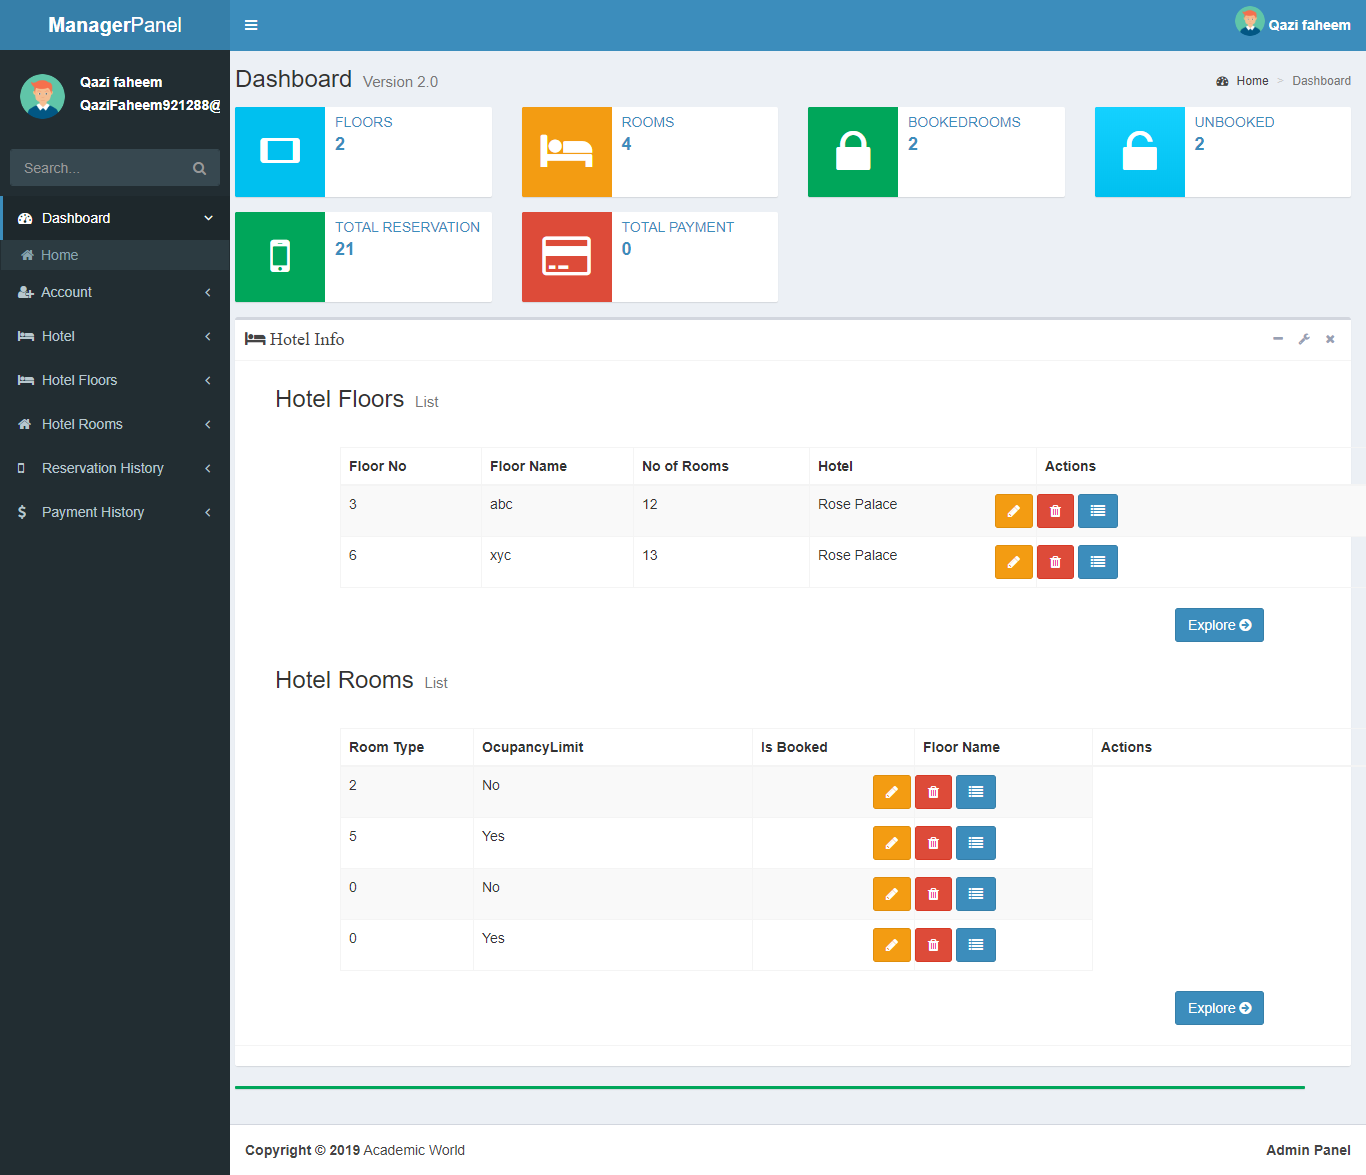 ManagerPanel
Qazi faheem
Qazi faheem
QaziFaheem921288@
Search...
Dashboard
Home
Account
Hotel
Hotel Floors
Hotel Rooms
Reservation History
Payment History
Dashboard Version 2.0
Home > Dashboard
FLOORS
2
ROOMS
4
BOOKEDROOMS
2
UNBOOKED
2
TOTAL RESERVATION
21
TOTAL PAYMENT
0
Hotel Info
Hotel Floors List
Floor No Floor Name No of Rooms Hotel Actions
3 abc 12 Rose Palace
6 xyc 13 Rose Palace
Explore
Hotel Rooms List
Room Type OcupancyLimit Is Booked Floor Name Actions
2 No
5 Yes
0 No
0 Yes
Explore
Copyright © 2019 Academic World
Admin Panel